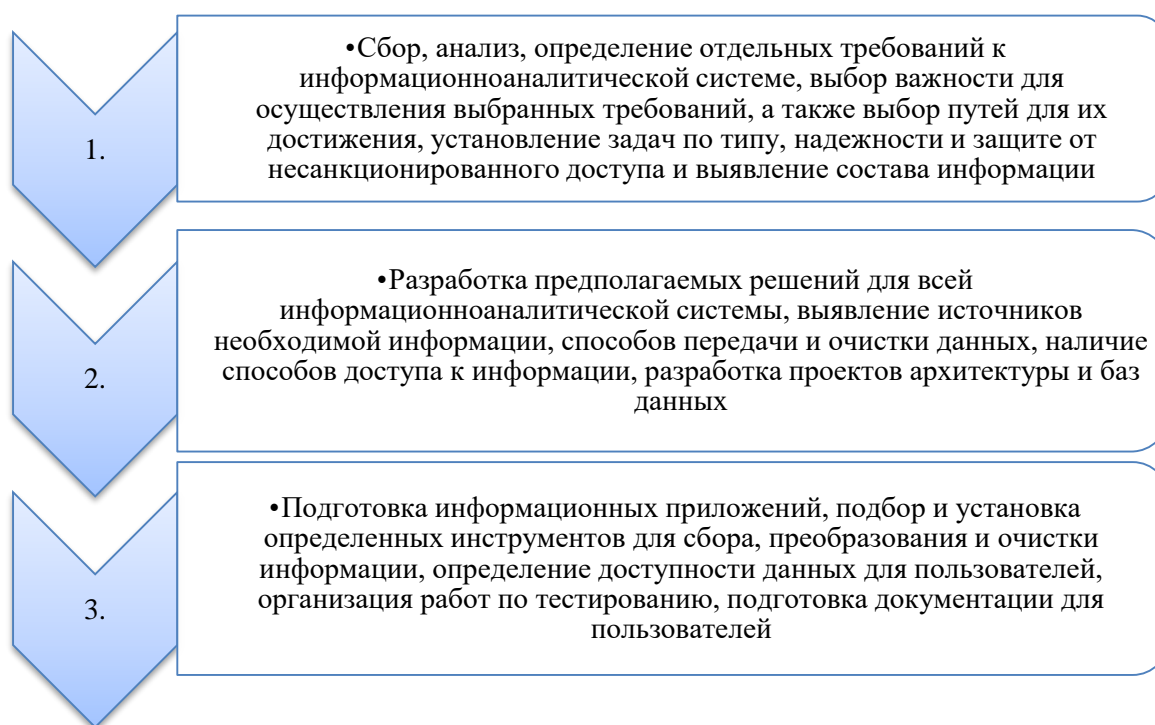 1.
•Сбор, анализ, определение отдельных требований к
информационноаналитической системе, выбор важности для
осуществления выбранных требований, а также выбор путей для их
достижения, установление задач по типу, надежности и защите от
несанкционированного доступа и выявление состава информации
2.
•Разработка предполагаемых решений для всей
информационноаналитической системы, выявление источников
необходимой информации, способов передачи и очистки данных, наличие
способов доступа к информации, разработка проектов архитектуры и баз
данных
3.
•Подготовка информационных приложений, подбор и установка
определенных инструментов для сбора, преобразования и очистки
информации, определение доступности данных для пользователей,
организация работ по тестированию, подготовка документации для
пользователей